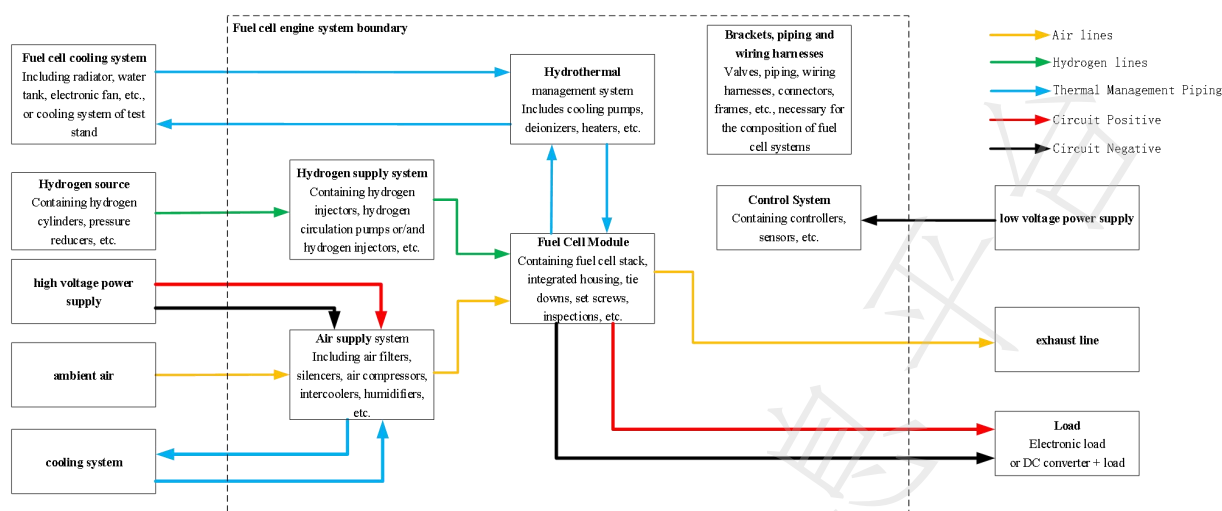 Fuel cell engine system boundary
Fuel cell cooling system
Including radiator, water
tank, electronic fan, etc.,
or cooling system of test
stand
Hydrothermal
management system
Includes cooling pumps,
deionizers, heaters, etc.
Brackets, piping and
wiring harnesses
Valves, piping, wiring
harnesses, connectors,
frames, etc., necessary for
the composition of fuel
cell systems
Air lines
Hydrogen lines
Thermal Management Piping
Circuit Positive
Circuit Negative
Hydrogen source
Containing hydrogen
cylinders, pressure
reducers, etc.
Hydrogen supply system
Containing hydrogen
injectors, hydrogen
circulation pumps or/and
hydrogen injectors, etc.
Control System
Containing controllers,
sensors, etc.
low voltage power supply
Fuel Cell Module
Containing fuel cell stack,
integrated housing, tie
downs, set screws,
inspections, etc.
high voltage power
supply
Air supply system
Including air filters,
silencers, air compressors,
intercoolers, humidifiers,
etc.
ambient air
exhaust line
cooling system
Load
Electronic load
or DC converter + load